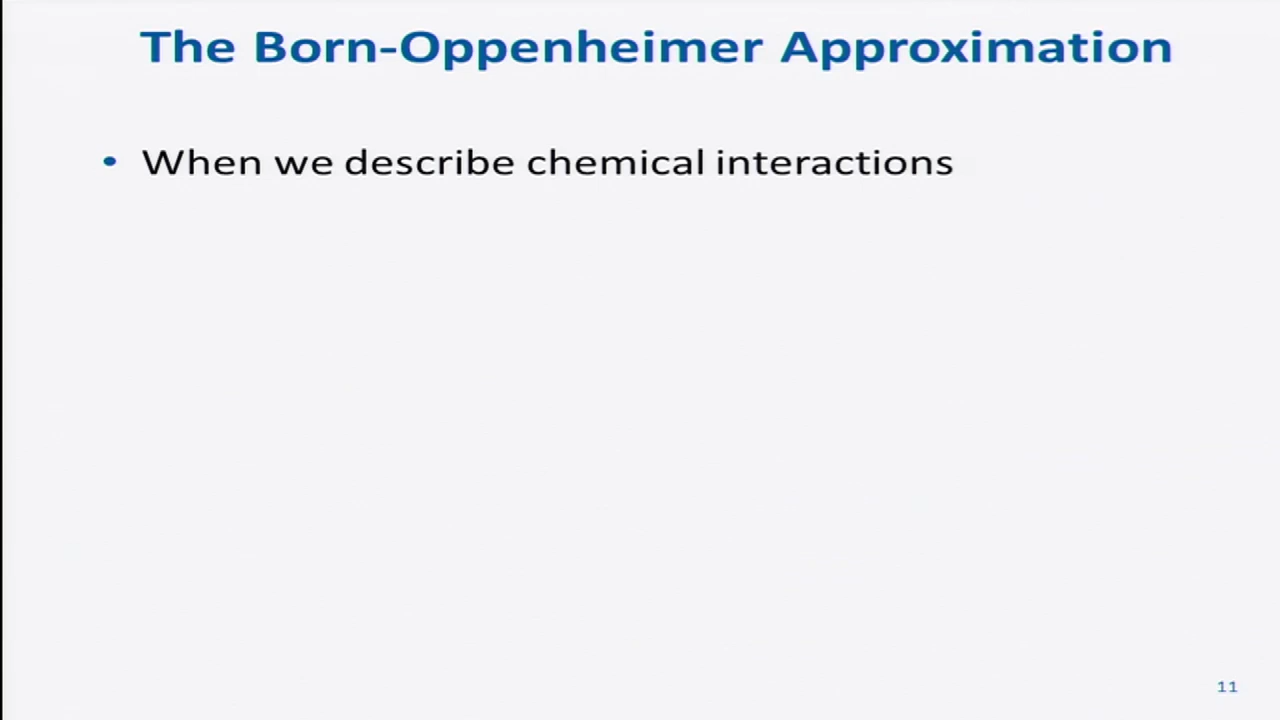 The Born-Oppenheimer Approximation
• When we describe chemical interactions
11